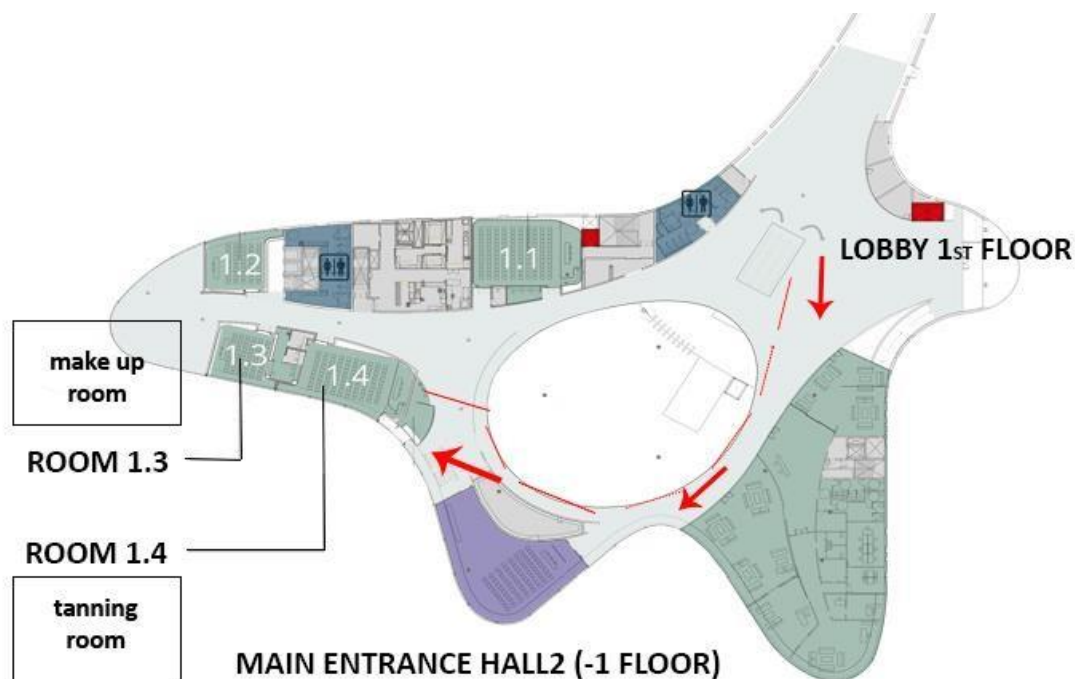 1.2
1.1
LOBBY 1ST FLOOR
make up
room
1.3
1.4
ROOM 1.3
ROOM 1.4
tanning
room
MAIN ENTRANCE HALL2 (-1 FLOOR)